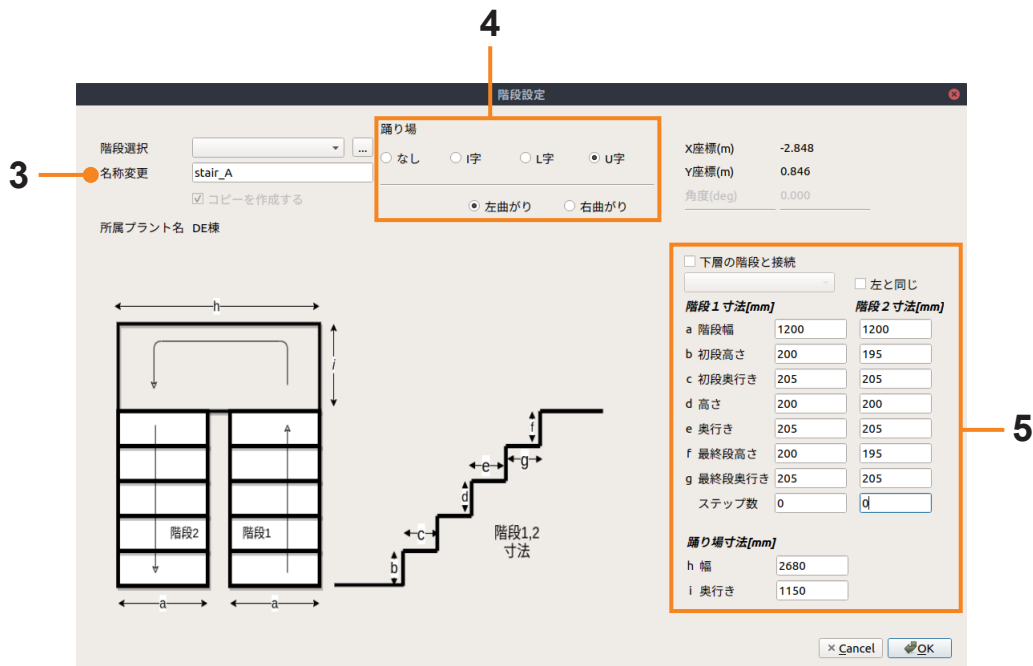 4
階段設定
階段選択
...
3
名称変更
stair_A
コピーを作成する
所属プラント名 DE棟
踊り場
なし I字 L字 U字
左曲がり 右曲がり
X座標(m) -2.848
Y座標(m) 0.846
角度(deg) 0.000
下層の階段と接続
左と同じ
階段1寸法[mm] 階段2寸法[mm]
a 階段幅 1200 1200
b 初段高さ 200 195
c 初段奥行き 205 205
d 高さ 200 200
e 奥行き 205 205
f 最終段高さ 200 195
g 最終段奥行き 205 205
ステップ数 0 0
踊り場寸法[mm]
h 幅 2680
i 奥行き 1150
5
h
i
階段2 階段1
a a
f
e g
d
c
b
階段1,2
寸法
Cancel OK